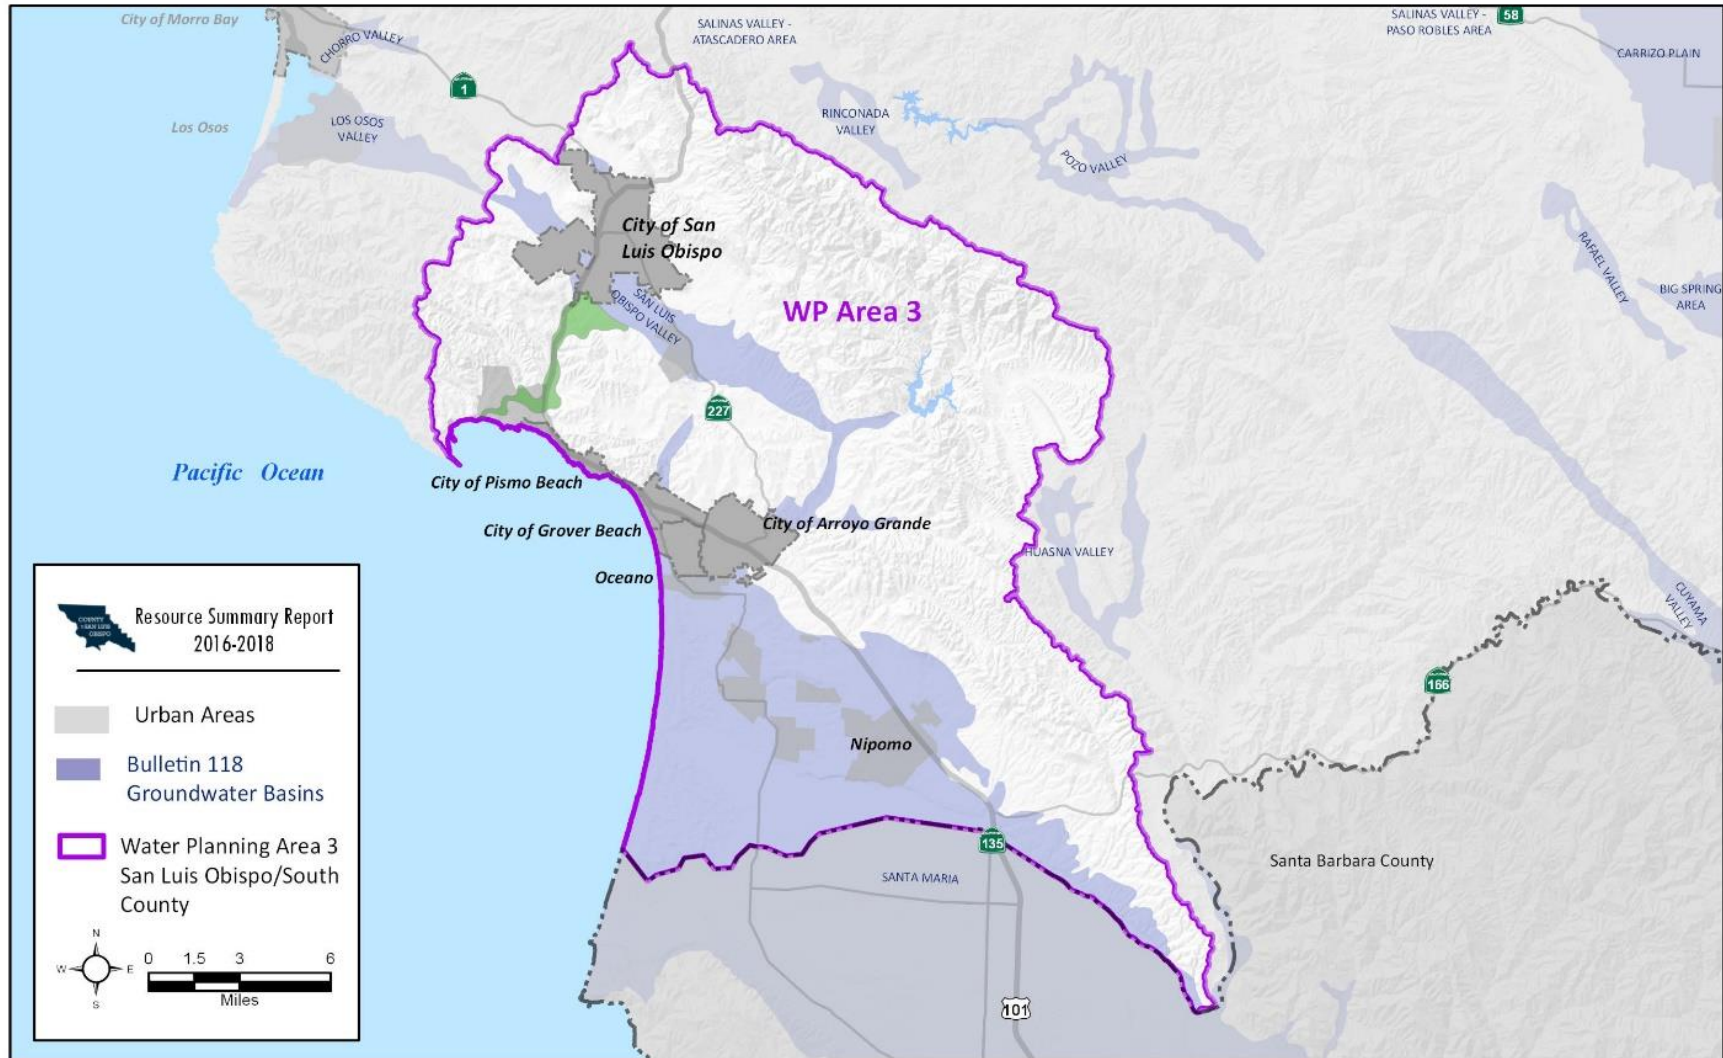 City of Morro Bay
CHORRO VALLEY
1
SALINAS VALLEY -
ATASCADERO AREA
SALINAS VALLEY -
PASO ROBLES AREA
58
CARRIZO PLAIN
Los Osos
LOS OSOS
VALLEY
RINCONADA
VALLEY
POZO VALLEY
City of San
Luis Obispo
RAFAEL VALLEY
BIG SPRING
AREA
SAN LUIS
OBISPO VALLEY
WP Area 3
227
Pacific Ocean
City of Pismo Beach
City of Grover Beach
City of Arroyo Grande
Oceano
HUASNA VALLEY
CUYAMA
VALLEY
166
Nipomo
135
SANTA MARIA
Santa Barbara County
101
COUNTY
OF SAN LUIS
OBISPO
Resource Summary Report
2016-2018
Urban Areas
Bulletin 118
Groundwater Basins
Water Planning Area 3
San Luis Obispo/South
County
N
W E
S
0 1.5 3 6
Miles